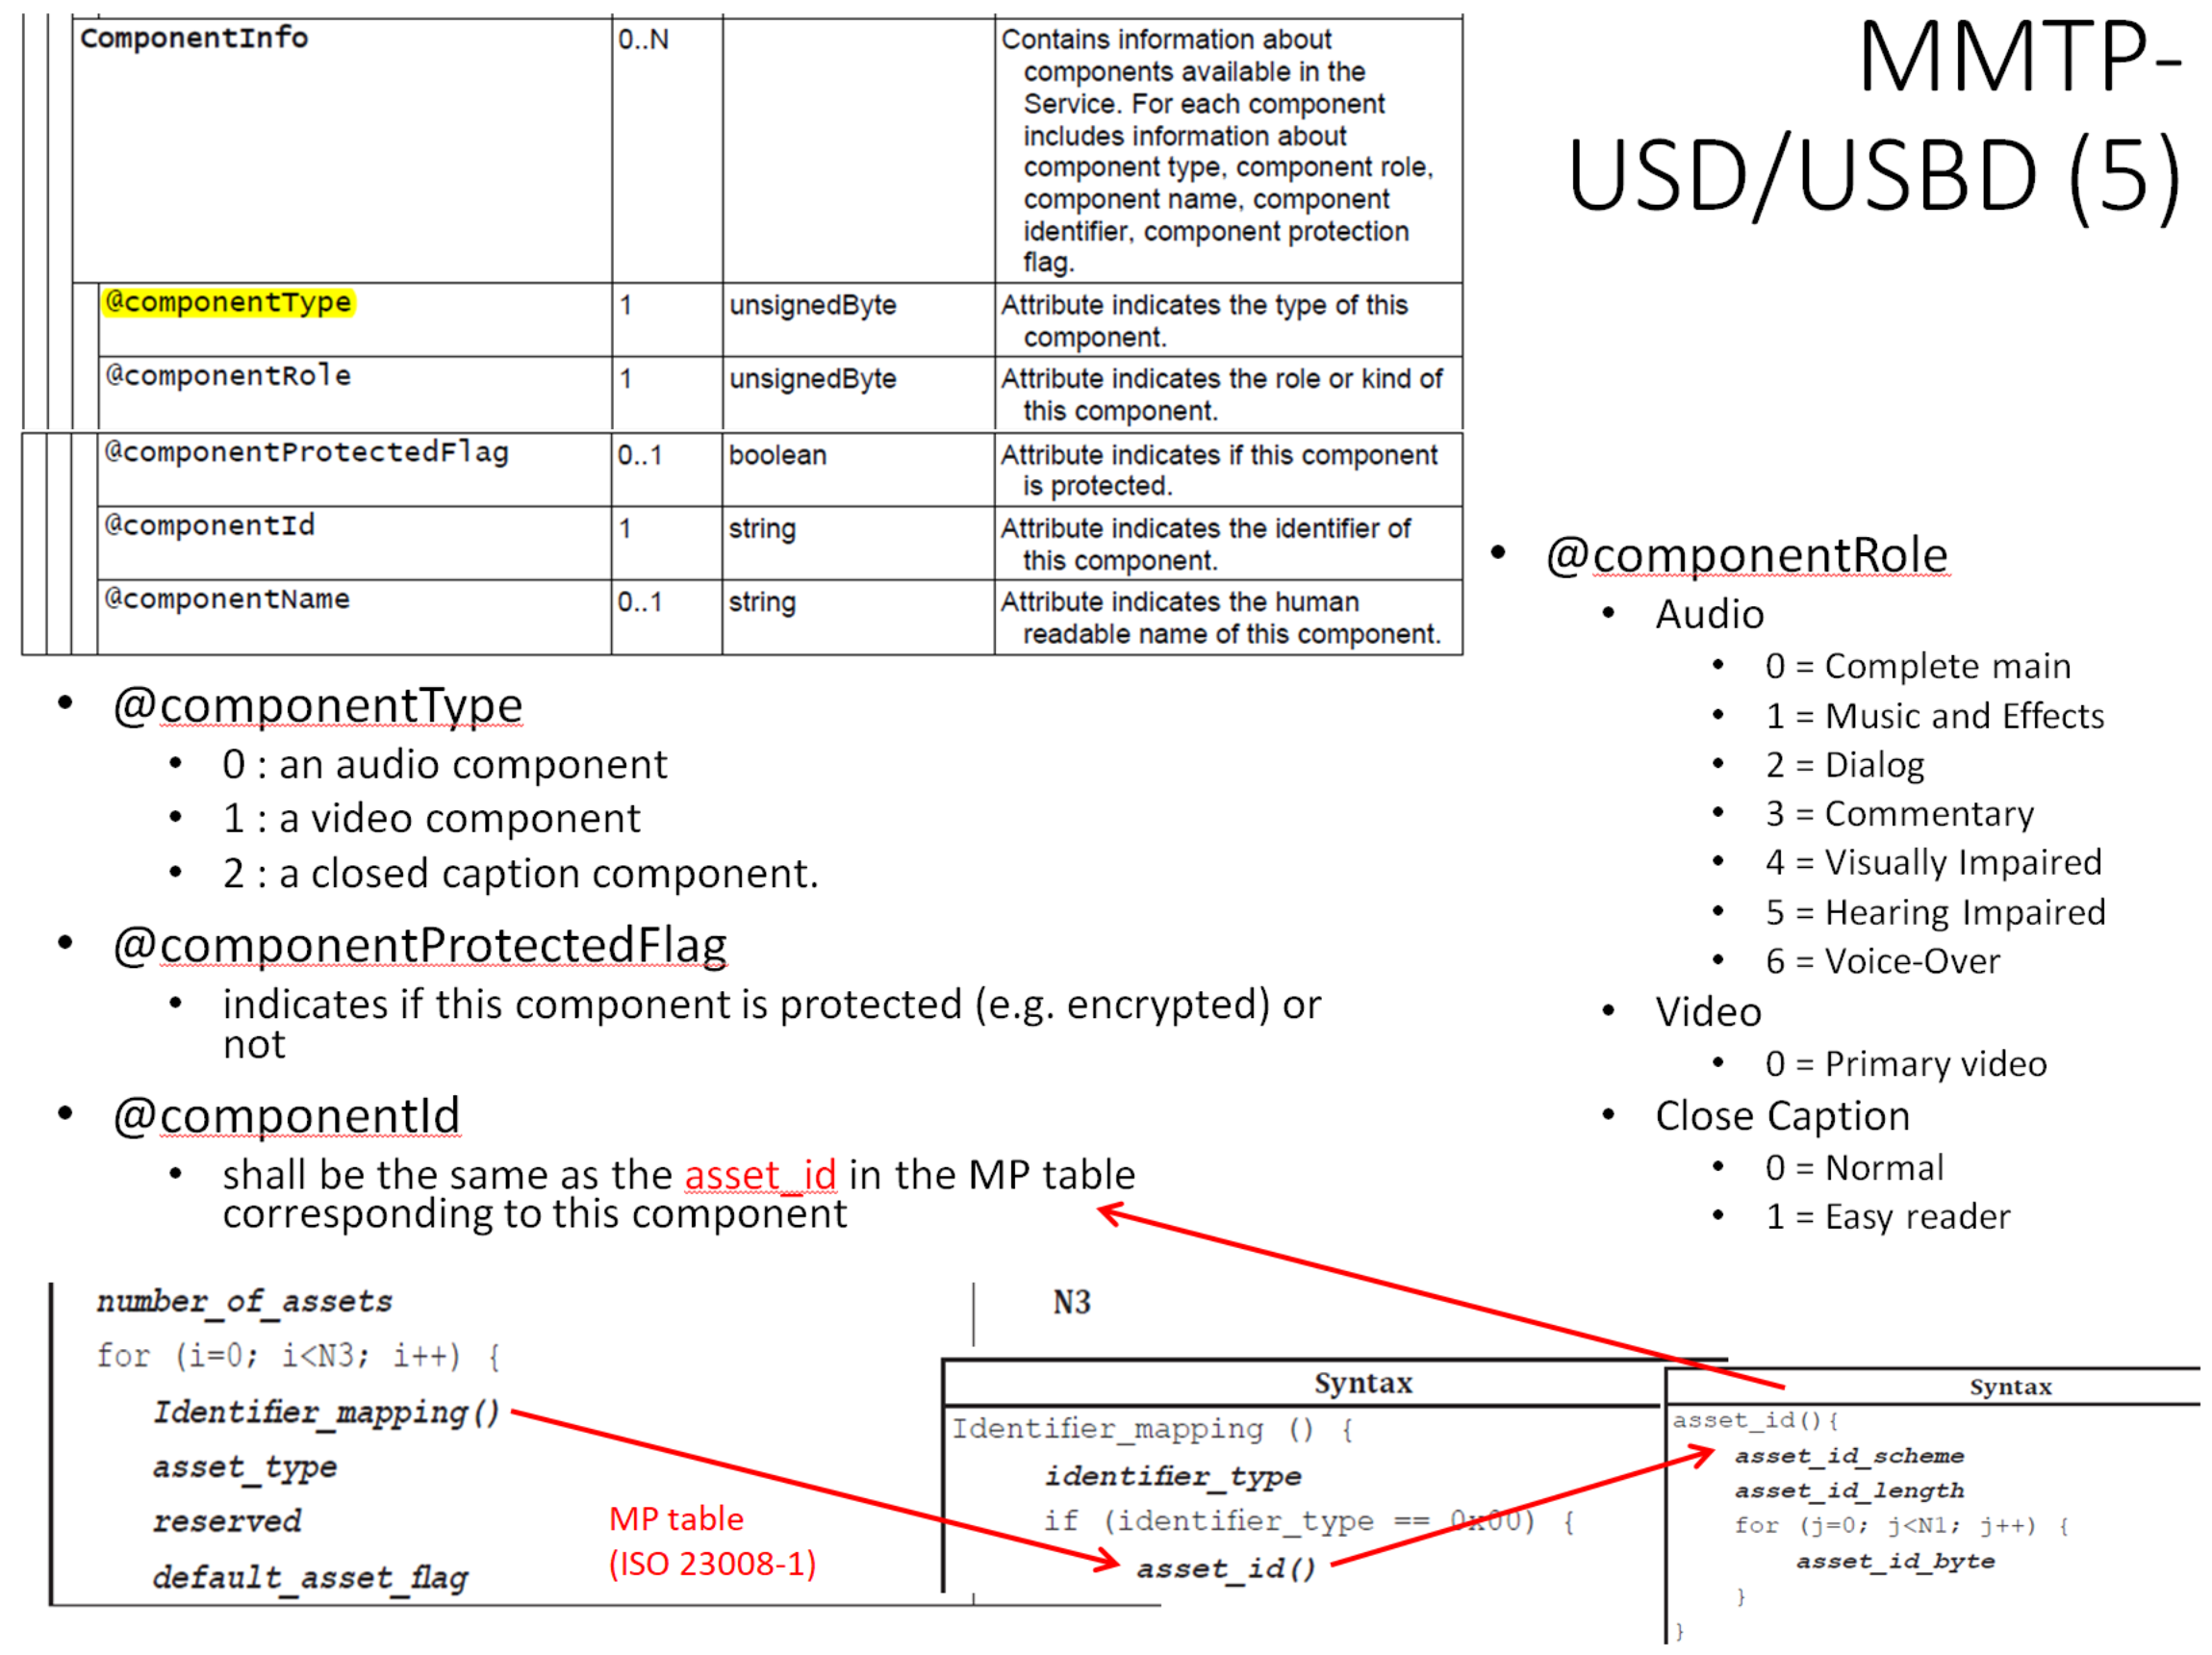 MMTP-
USD/USBD (5)
ComponentInfo 0..N Contains information about
components available in the
Service. For each component
includes information about
component type, component role,
component name, component
identifier, component protection
flag.
@componentType 1 unsignedByte Attribute indicates the type of this
component.
@componentRole 1 unsignedByte Attribute indicates the role or kind of
this component.
@componentProtectedFlag 0..1 boolean Attribute indicates if this component
is protected.
@componentId 1 string Attribute indicates the identifier of
this component.
@componentName 0..1 string Attribute indicates the human
readable name of this component.
• @componentType
• 0 : an audio component
• 1 : a video component
• 2 : a closed caption component.
• @componentProtectedFlag
• indicates if this component is protected (e.g. encrypted) or
not
• @componentId
• shall be the same as the asset_id in the MP table
corresponding to this component
• @componentRole
• Audio
• 0 = Complete main
• 1 = Music and Effects
• 2 = Dialog
• 3 = Commentary
• 4 = Visually Impaired
• 5 = Hearing Impaired
• 6 = Voice-Over
• Video
• 0 = Primary video
• Close Caption
• 0 = Normal
• 1 = Easy reader
number_of_assets N3
for (i=0; i<N3; i++) {
Identifier_mapping()
asset_type
reserved
default_asset_flag
MP table
(ISO 23008-1)
Syntax
Identifier_mapping () {
identifier_type
if (identifier_type == 0x00) {
asset_id()
Syntax
asset_id(){
asset_id_scheme
asset_id_length
for (j=0; j<N1; j++) {
asset_id_byte
}
}